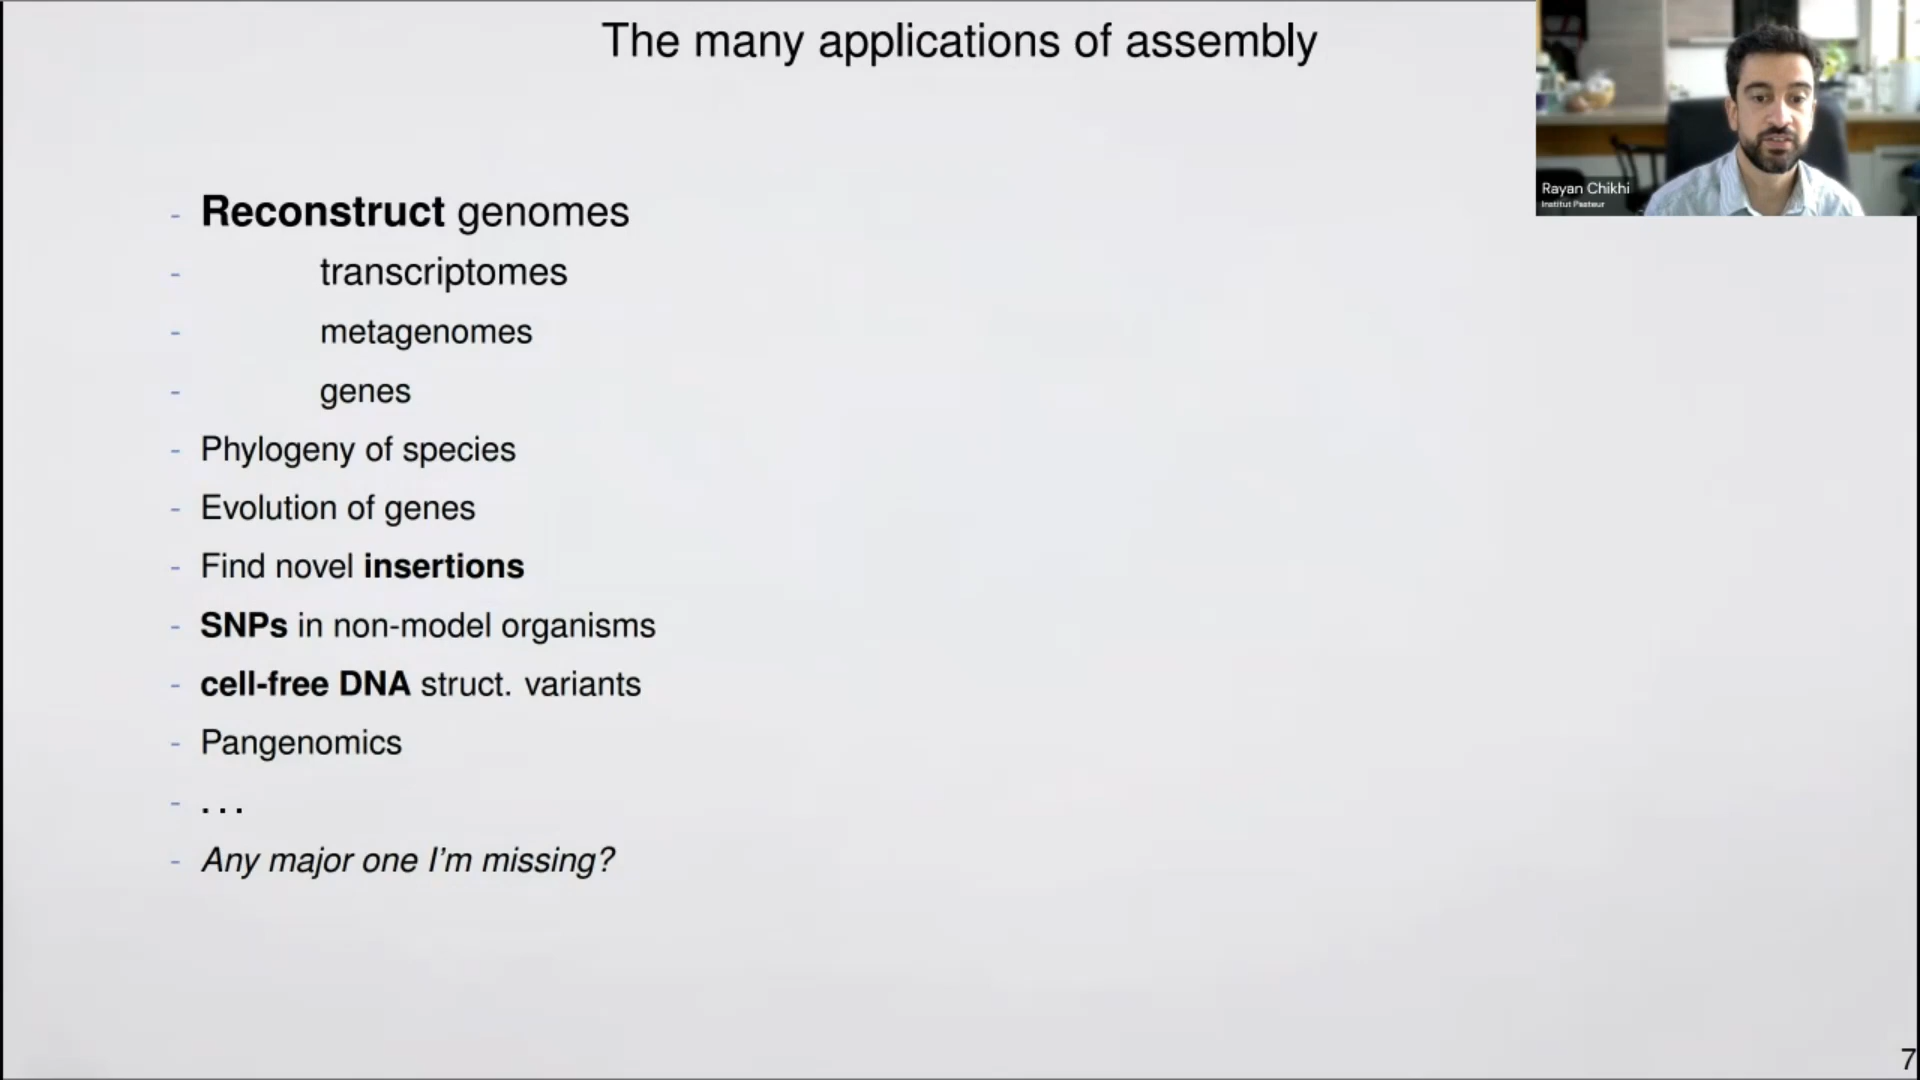 The many applications of assembly
Rayan Chikhi
Institut Pasteur
- Reconstruct genomes
- transcriptomes
- metagenomes
- genes
- Phylogeny of species
- Evolution of genes
- Find novel insertions
- SNPs in non-model organisms
- cell-free DNA struct. variants
- Pangenomics
- ...
- Any major one I'm missing?
7